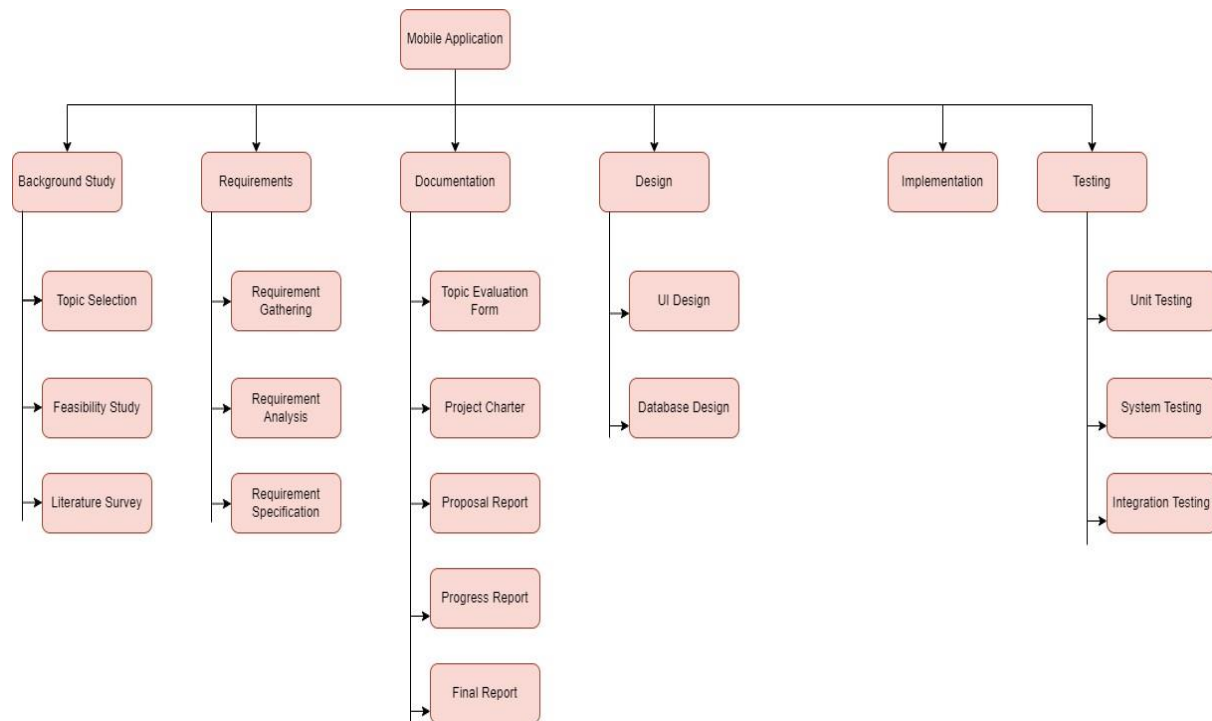 Mobile Application
Background Study
Requirements
Documentation
Design
Implementation
Testing
Topic Selection
Requirement
Gathering
Topic Evaluation
Form
UI Design
Unit Testing
Feasibility Study
Requirement
Analysis
Project Charter
Database Design
System Testing
Literature Survey
Requirement
Specification
Proposal Report
Integration Testing
Progress Report
Final Report